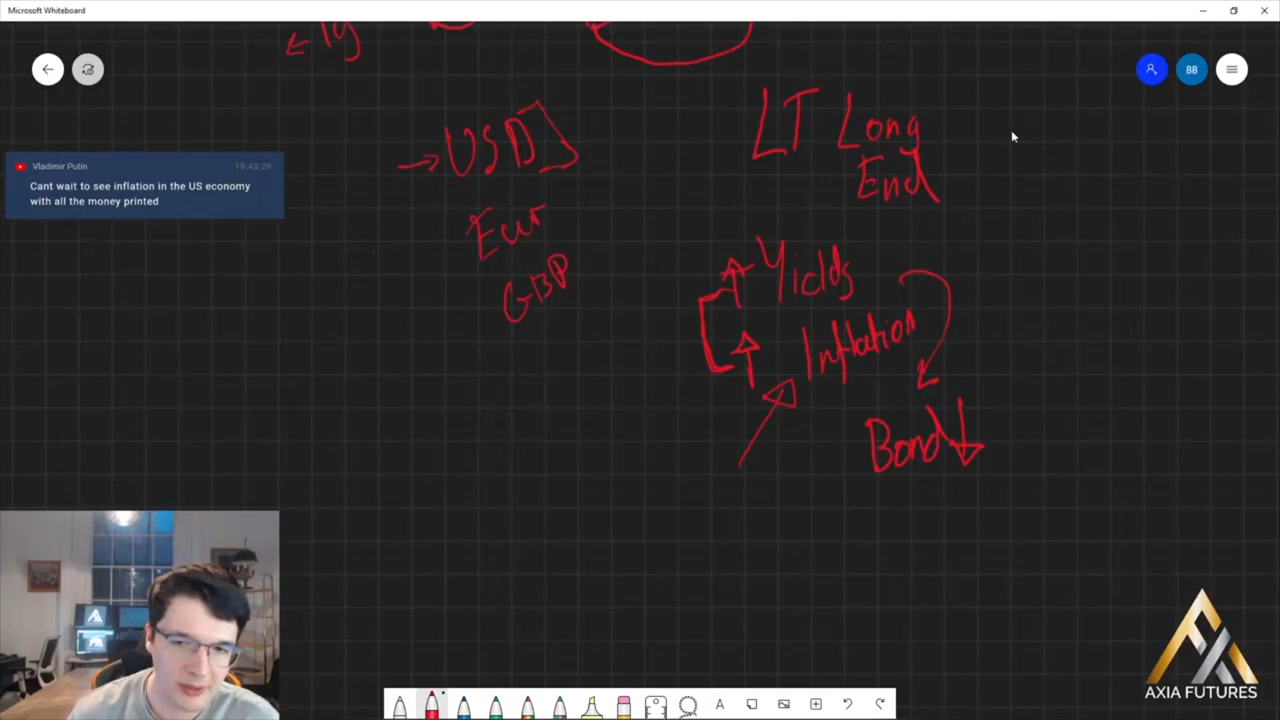 Microsoft Whiteboard
1y
BB
USD
LT Long
End
Vladimir Putin 19:43:29
Cant wait to see inflation in the US economy
with all the money printed
Eur
GBP
Yields
Inflation
Bond
A
AXIA FUTURES